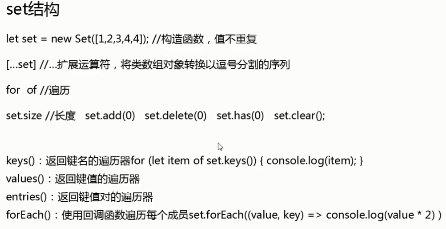 set结构
let set = new Set([1,2,3,4,4]); //构造函数，值不重复
[...set] //...扩展运算符，将类数组对象转换以逗号分割的序列
for  of //遍历
set.size //长度   set.add(0)   set.delete(0)   set.has(0)   set.clear();
keys()：返回键名的遍历器for (let item of set.keys()) { console.log(item); }
values()：返回键值的遍历器
entries()：返回键值对的遍历器
forEach()：使用回调函数遍历每个成员set.forEach((value, key) => console.log(value * 2) )